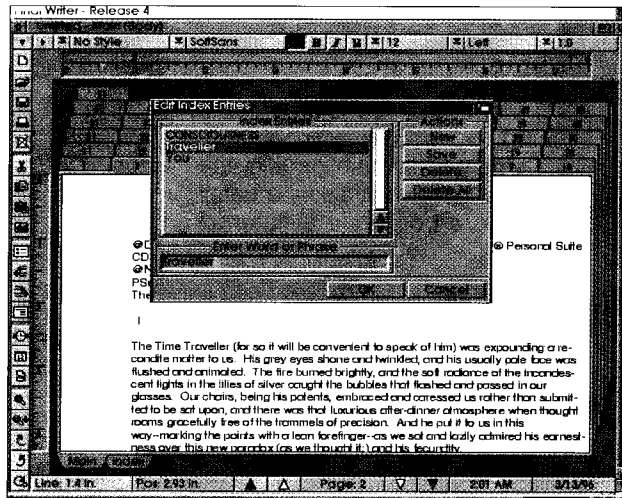 Final Writer - Release 4
No Style SoftSans B I U 12 Left 1.0
Edit Index Entries
Index Entries Actions
CONSCIOUSNESS New
Traveller Save
YOU Delete
Delete All
Enter Word or Phrase
Traveller
OK Cancel
Personal Suite
CD
PSe
The
I
The Time Traveller (for so it will be convenient to speak of him) was expounding a re-
condite matter to us. His grey eyes shone and twinkled, and his usually pale face was
flushed and animated. The fire burned brightly, and the soft radiance of the incandes-
cent lights in the lilies of silver caught the bubbles that flashed and passed in our
glasses. Our chairs, being his patents, embraced and caressed us rather than submit-
ted to be sat upon, and there was that luxurious after-dinner atmosphere when thought
roams gracefully free of the trammels of precision. And he put it to us in this
way--marking the points with a lean forefinger--as we sat and lazily admired his earnest-
ness over this new paradox (as we thought it:) and his fecundity.
Line: 1.4 in. Pos: 2.93 in. Page: 2 2:01 AM 3/13/96